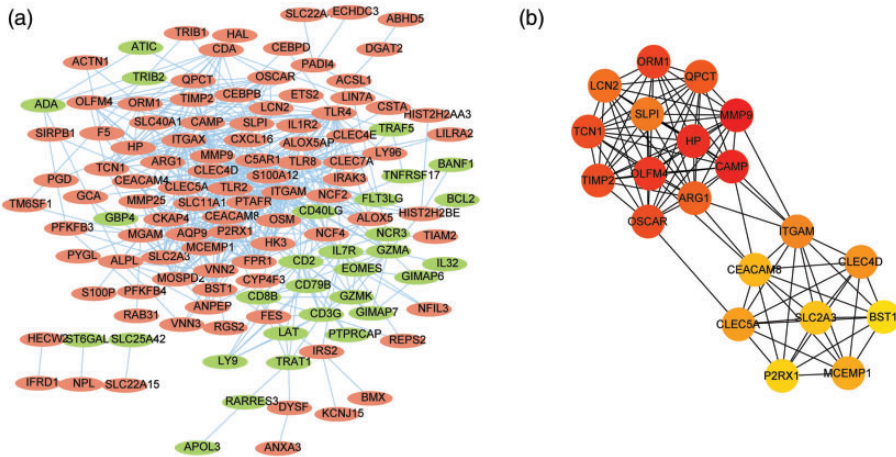 (a)
(b)
SLC22A
ECHDC3
ABHD5
TRIB1
HAL
ATIC
CDA
CEBPD
PADI4
DGAT2
ACTN1
TRIB2
QPCT
OSCAR
ETS2
ACSL1
ADA
OLFM4
ORM1
TIMP2
CEBPB
LIN7A
CSTA
LCN2
TLR4
HIST2H2AA3
SIRPB1
F5
SLC40A1
CAMP
SLPI
IL1R2
CLEC4E
TRAF5
LILRA2
HP
ITGAX
CXCL16
ALOX5AP
LY96
TCN1
ARG1
MMP9
C5AR1
TLR8
CLEC7A
BANF1
PGD
CEACAM4
CLEC4D
S100A12
IRAK3
TNFRSF17
GCA
CLEC5A
TLR2
ITGAM
NCF2
FLT3LG
BCL2
TM6SF1
MMP25
SLC11A1
PTAFR
CD40LG
ALOX5
HIST2H2BE
GBP4
CKAP4
CEACAM8
OSM
PFKFB3
MGAM
AQP9
P2RX1
NCF4
NCR3
TIAM2
MCEMP1
HK3
IL7R
GZMA
PYGL
ALPL
SLC2A3
FPR1
CD2
EOMES
IL32
VNN2
GIMAP6
MOSPD2
CYP4F3
CD79B
S100P
PFKFB4
BST1
CD8B
GZMK
ANPEP
GIMAP7
NFIL3
RAB31
VNN3
RGS2
FES
CD3G
PTPRCAP
HECW2
ST6GAL
SLC25A42
LAT
REPS2
IRS2
LY9
TRAT1
IFRD1
NPL
SLC22A15
RARRES3
DYSF
BMX
KCNJ15
APOL3
ANXA3
ORM1
QPCT
LCN2
SLPI
MMP9
TCN1
HP
TIMP2
OLFM4
CAMP
ARG1
OSCAR
ITGAM
CEACAM8
CLEC4D
CLEC5A
SLC2A3
BST1
P2RX1
MCEMP1